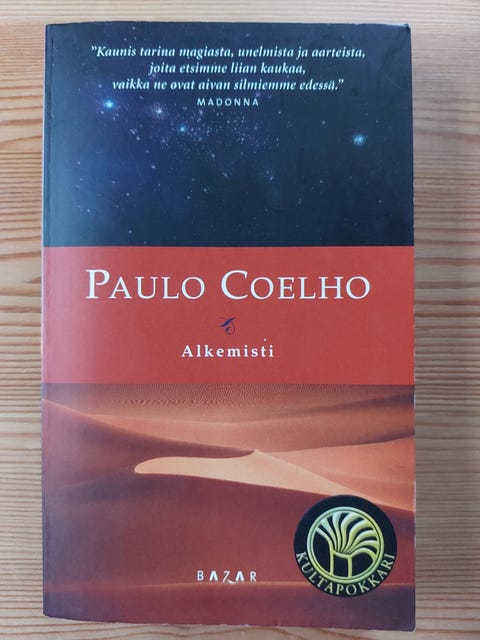 "Kaunis tarina magiasta, unelmista ja aarteista,
joita etsimme liian kaukaa,
vaikka ne ovat aivan silmiemme edessä."
MADONNA
PAULO COELHO
Alkemisti
BAZAR
KULTAPOKKARI